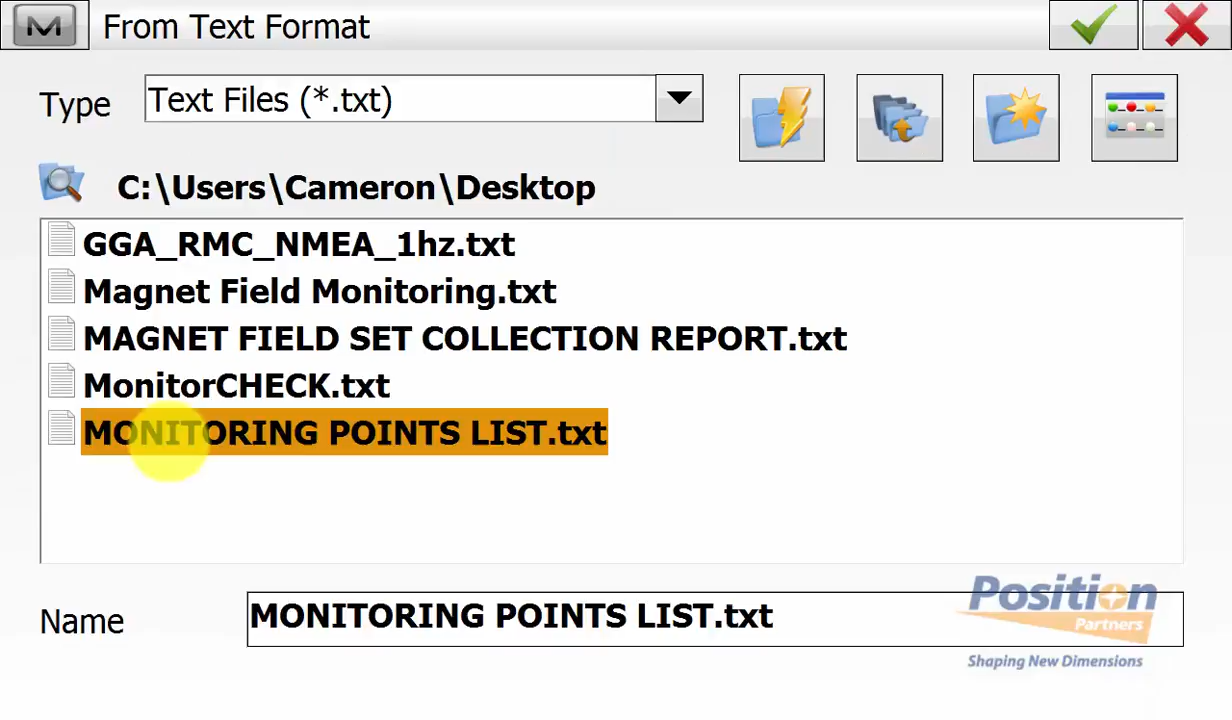 From Text Format
Type
Text Files (*.txt)
C:\Users\Cameron\Desktop
GGA_RMC_NMEA_1hz.txt
Magnet Field Monitoring.txt
MAGNET FIELD SET COLLECTION REPORT.txt
MonitorCHECK.txt
MONITORING POINTS LIST.txt
Name
MONITORING POINTS LIST.txt
Position
Partners
Shaping New Dimensions